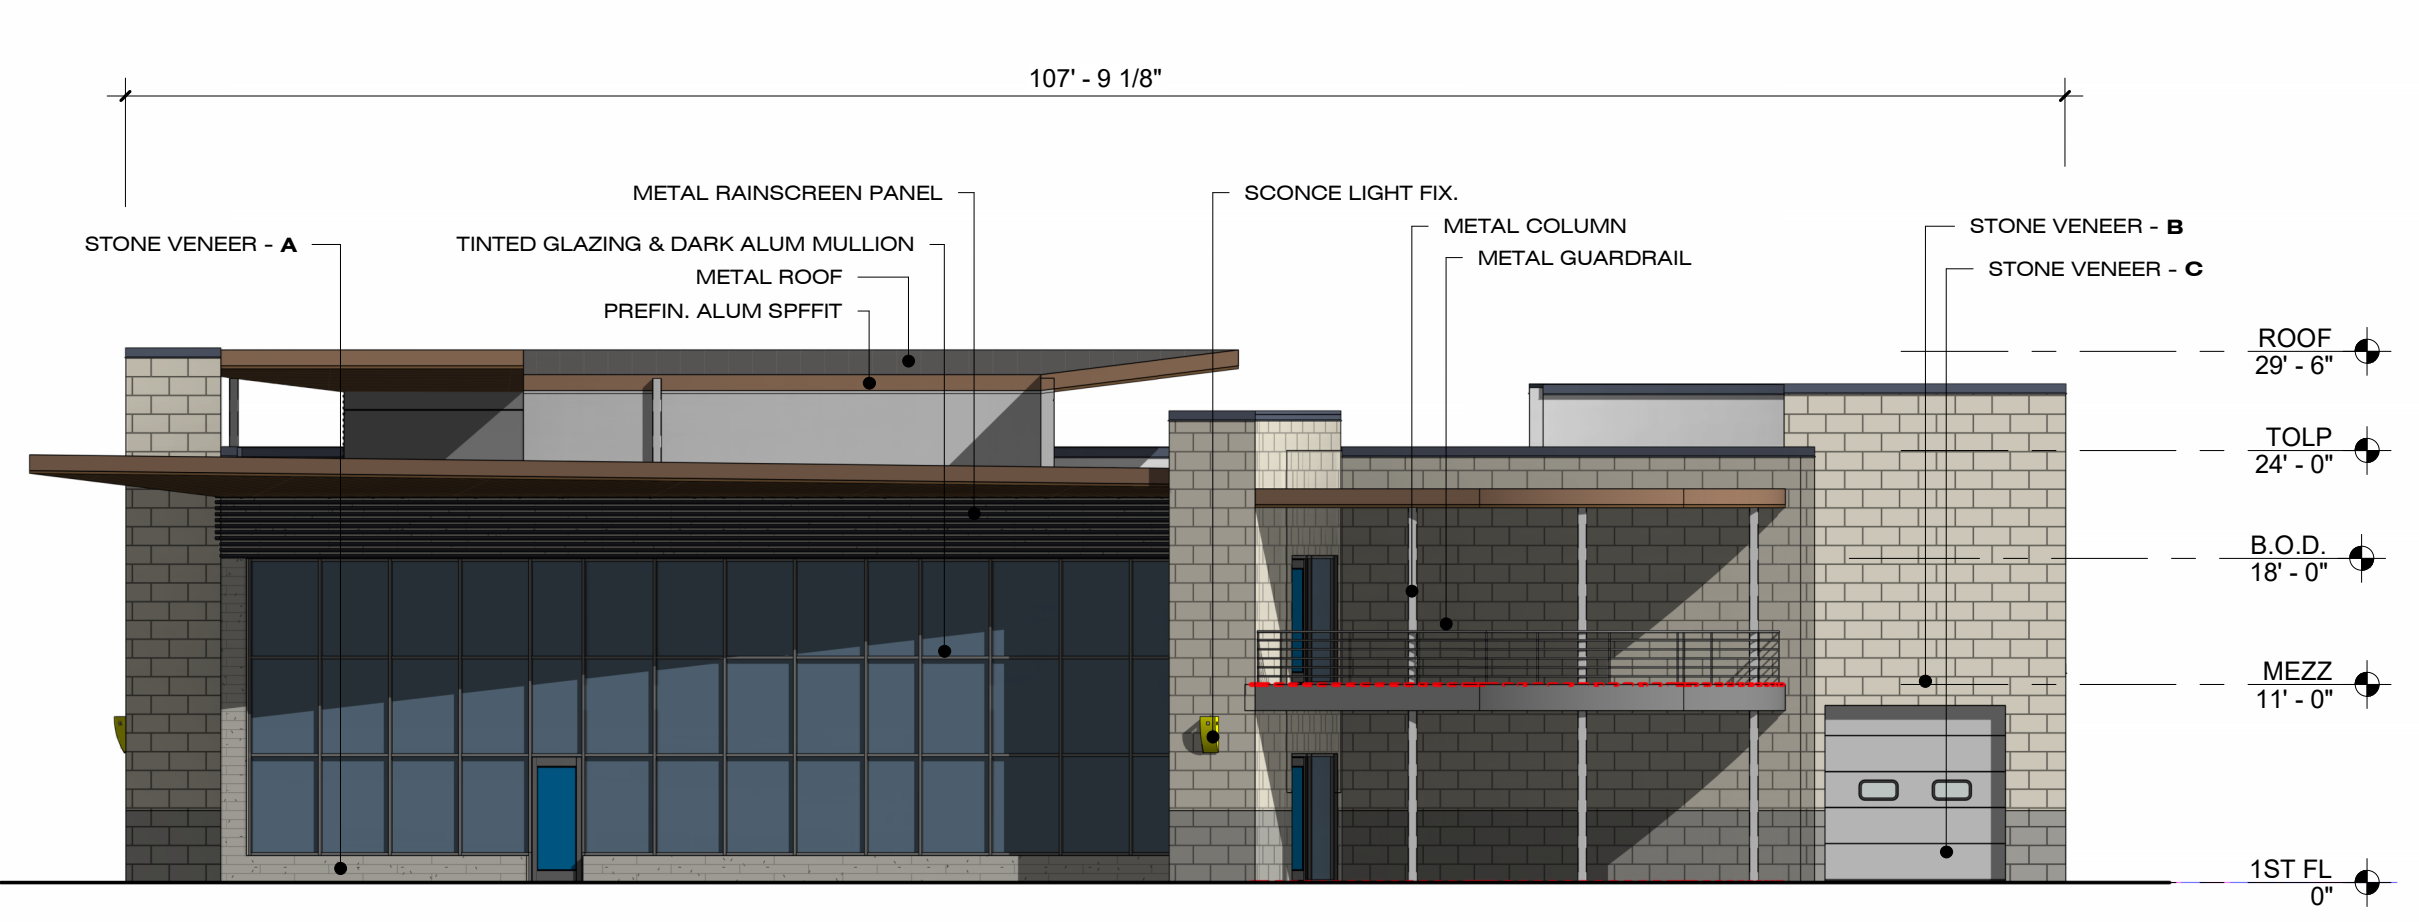 107' - 9 1/8"
METAL RAINSCREEN PANEL
SCONCE LIGHT FIX.
METAL COLUMN
STONE VENEER - B
STONE VENEER - A
TINTED GLAZING & DARK ALUM MULLION
METAL GUARDRAIL
STONE VENEER - C
METAL ROOF
PREFIN. ALUM SPFFIT
ROOF
29' - 6"
TOLP
24' - 0"
B.O.D.
18' - 0"
MEZZ
11' - 0"
1ST FL
0"